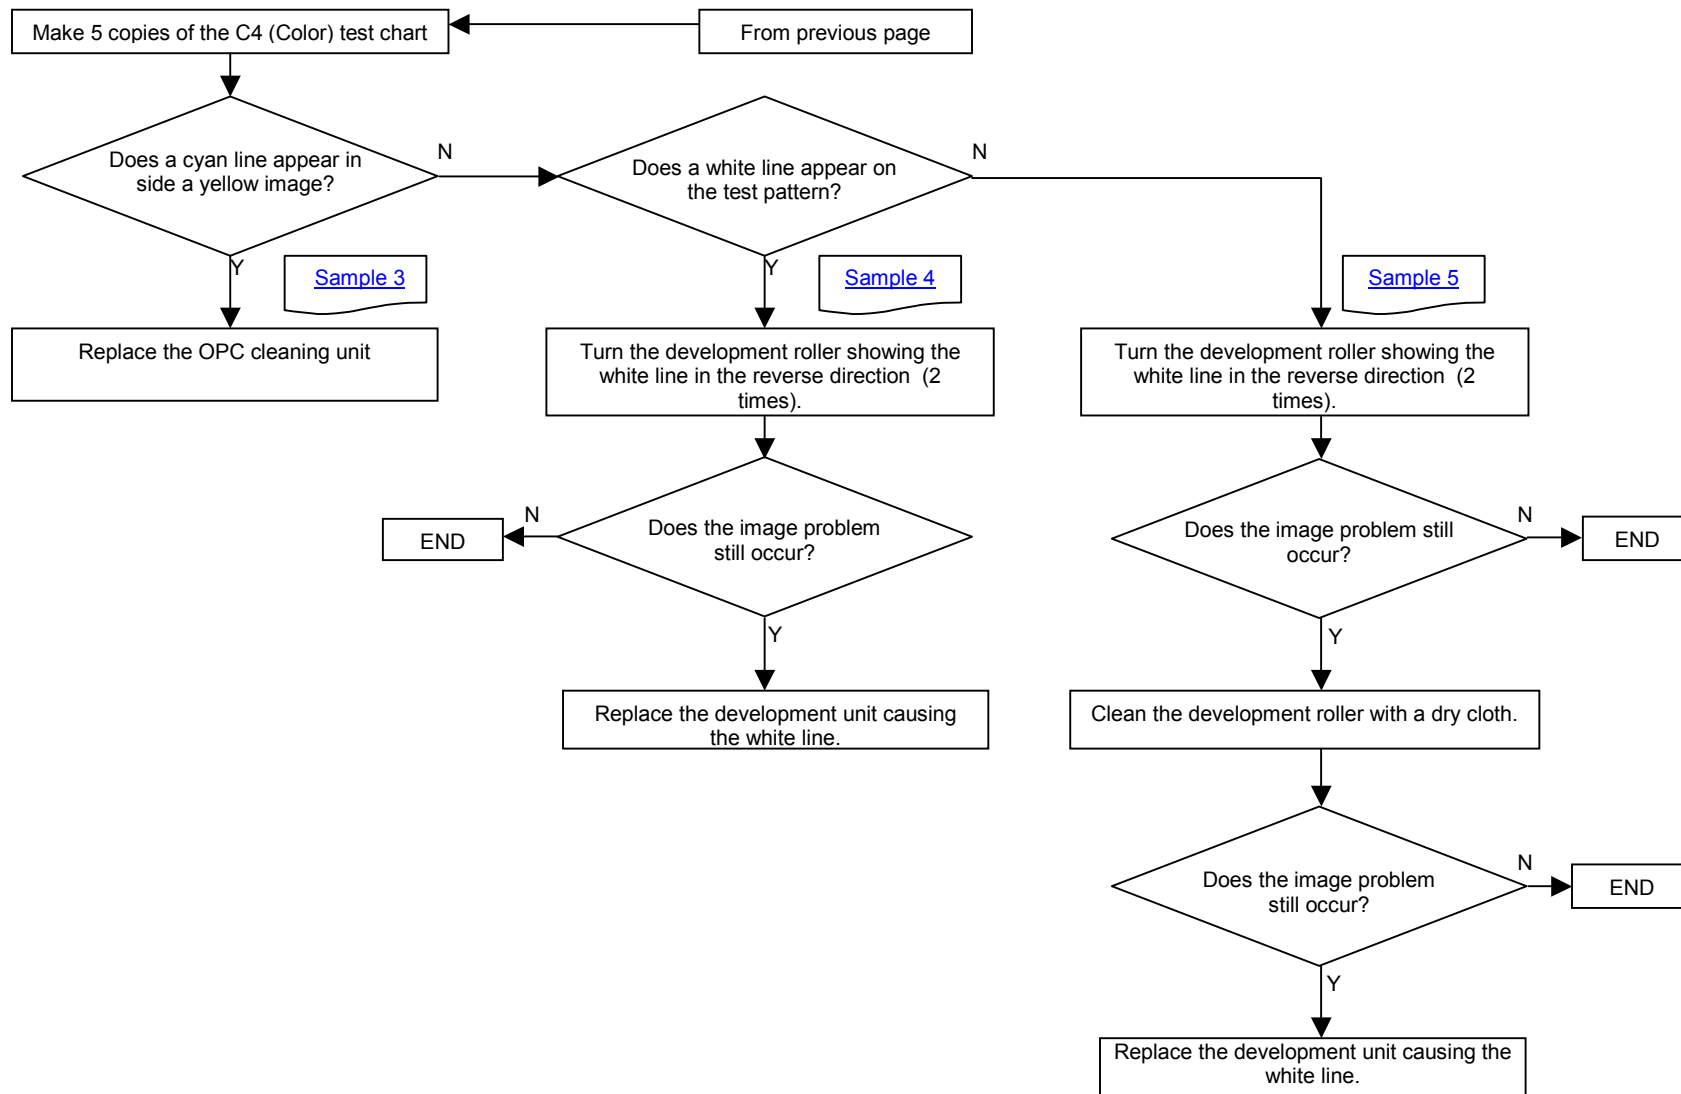 Make 5 copies of the C4 (Color) test chart
From previous page
Does a cyan line appear in
side a yellow image?
N
Y
Sample 3
Replace the OPC cleaning unit
Does a white line appear on
the test pattern?
N
Y
Sample 4
Turn the development roller showing the
white line in the reverse direction (2
times).
Does the image problem
still occur?
N
END
Y
Replace the development unit causing
the white line.
Sample 5
Turn the development roller showing the
white line in the reverse direction (2
times).
Does the image problem still
occur?
N
END
Y
Clean the development roller with a dry cloth.
Does the image problem
still occur?
N
END
Y
Replace the development unit causing the
white line.